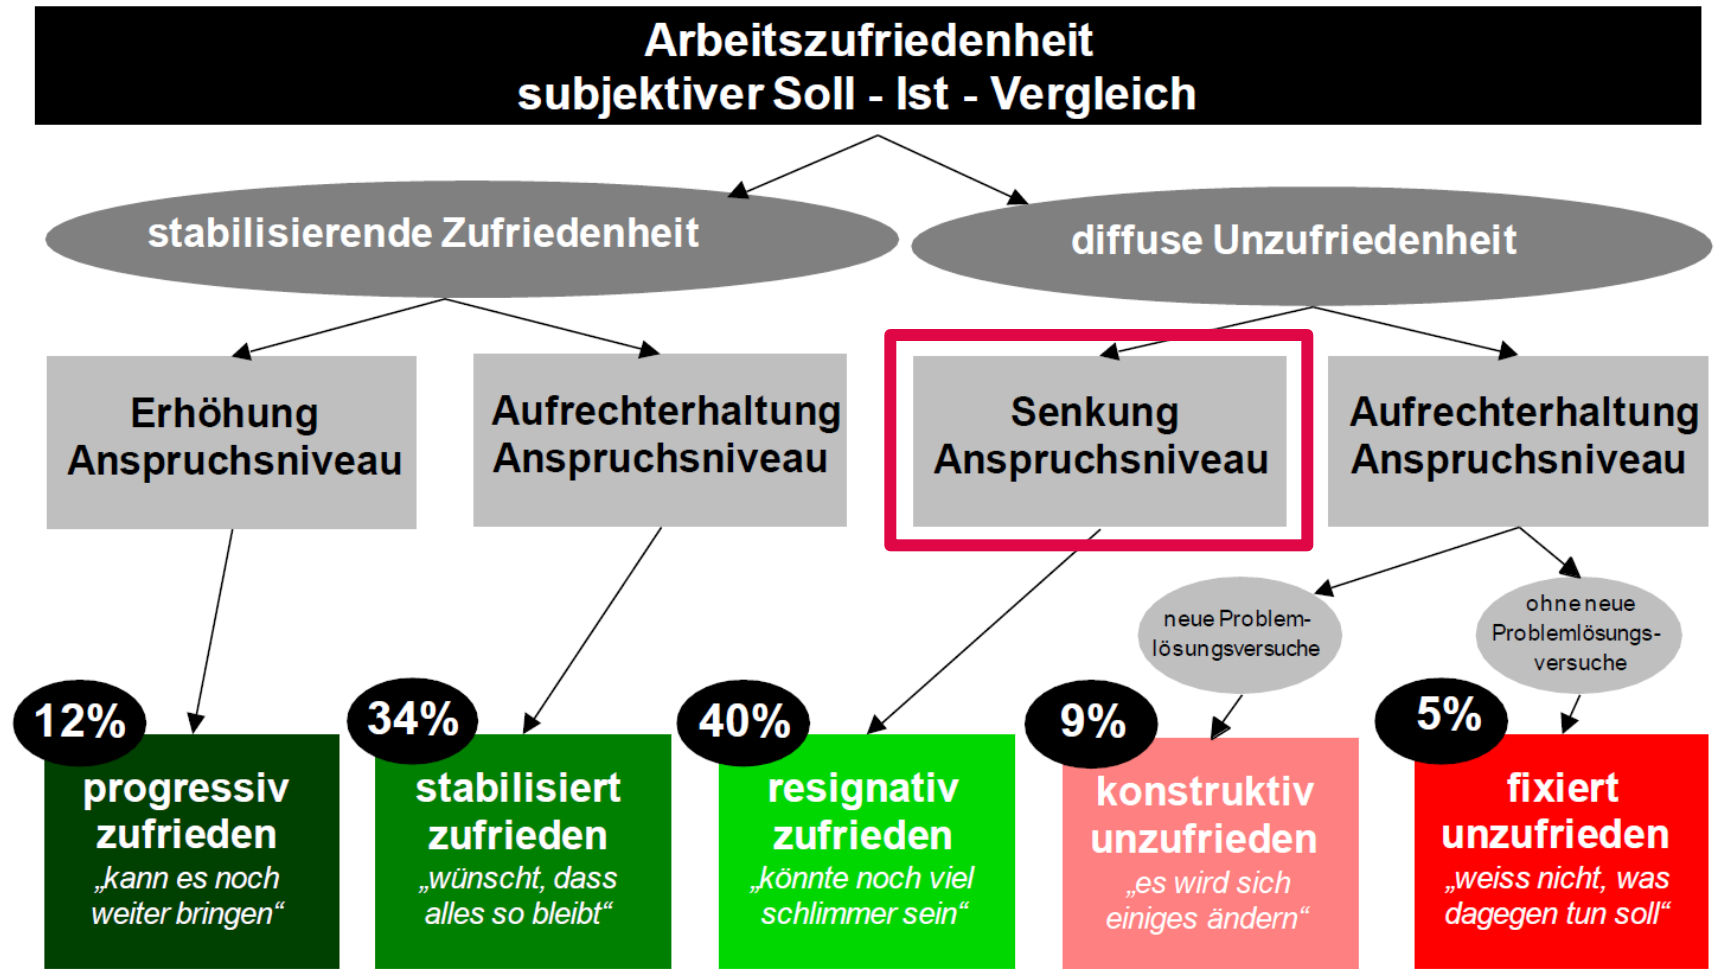 Arbeitszufriedenheit
subjektiver Soll - Ist - Vergleich
stabilisierende Zufriedenheit
diffuse Unzufriedenheit
Erhöhung
Anspruchsniveau
Aufrechterhaltung
Anspruchsniveau
Senkung
Anspruchsniveau
Aufrechterhaltung
Anspruchsniveau
neue Problem-
lösungsversuche
ohne neue
Problemlösungs-
versuche
12%
progressiv
zufrieden
„kann es noch
weiter bringen“
34%
stabilisiert
zufrieden
„wünscht, dass
alles so bleibt“
40%
resignativ
zufrieden
„könnte noch viel
schlimmer sein“
9%
konstruktiv
unzufrieden
„es wird sich
einiges ändern“
5%
fixiert
unzufrieden
„weiss nicht, was
dagegen tun soll“